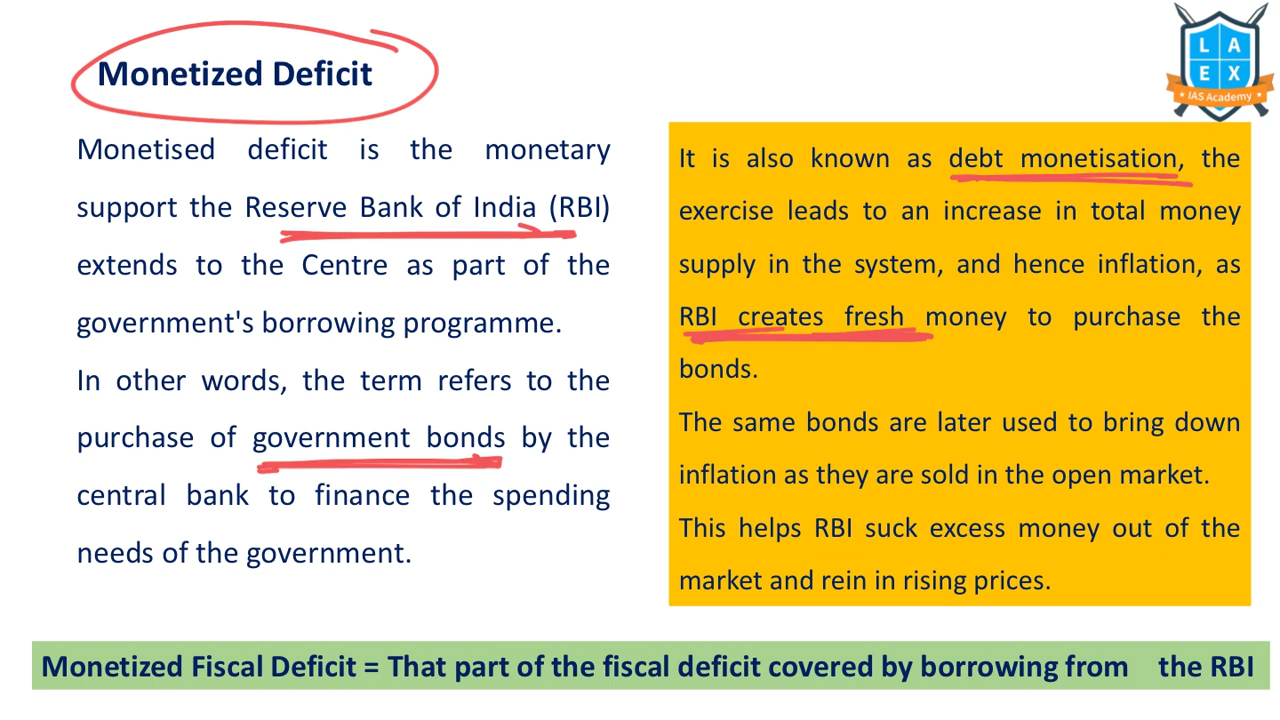 Monetized Deficit
Monetised deficit is the monetary
support the Reserve Bank of India (RBI)
extends to the Centre as part of the
government's borrowing programme.
In other words, the term refers to the
purchase of government bonds by the
central bank to finance the spending
needs of the government.
L A
E X
IAS Academy
It is also known as debt monetisation, the
exercise leads to an increase in total money
supply in the system, and hence inflation, as
RBI creates fresh money to purchase the
bonds.
The same bonds are later used to bring down
inflation as they are sold in the open market.
This helps RBI suck excess money out of the
market and rein in rising prices.
Monetized Fiscal Deficit = That part of the fiscal deficit covered by borrowing from the RBI